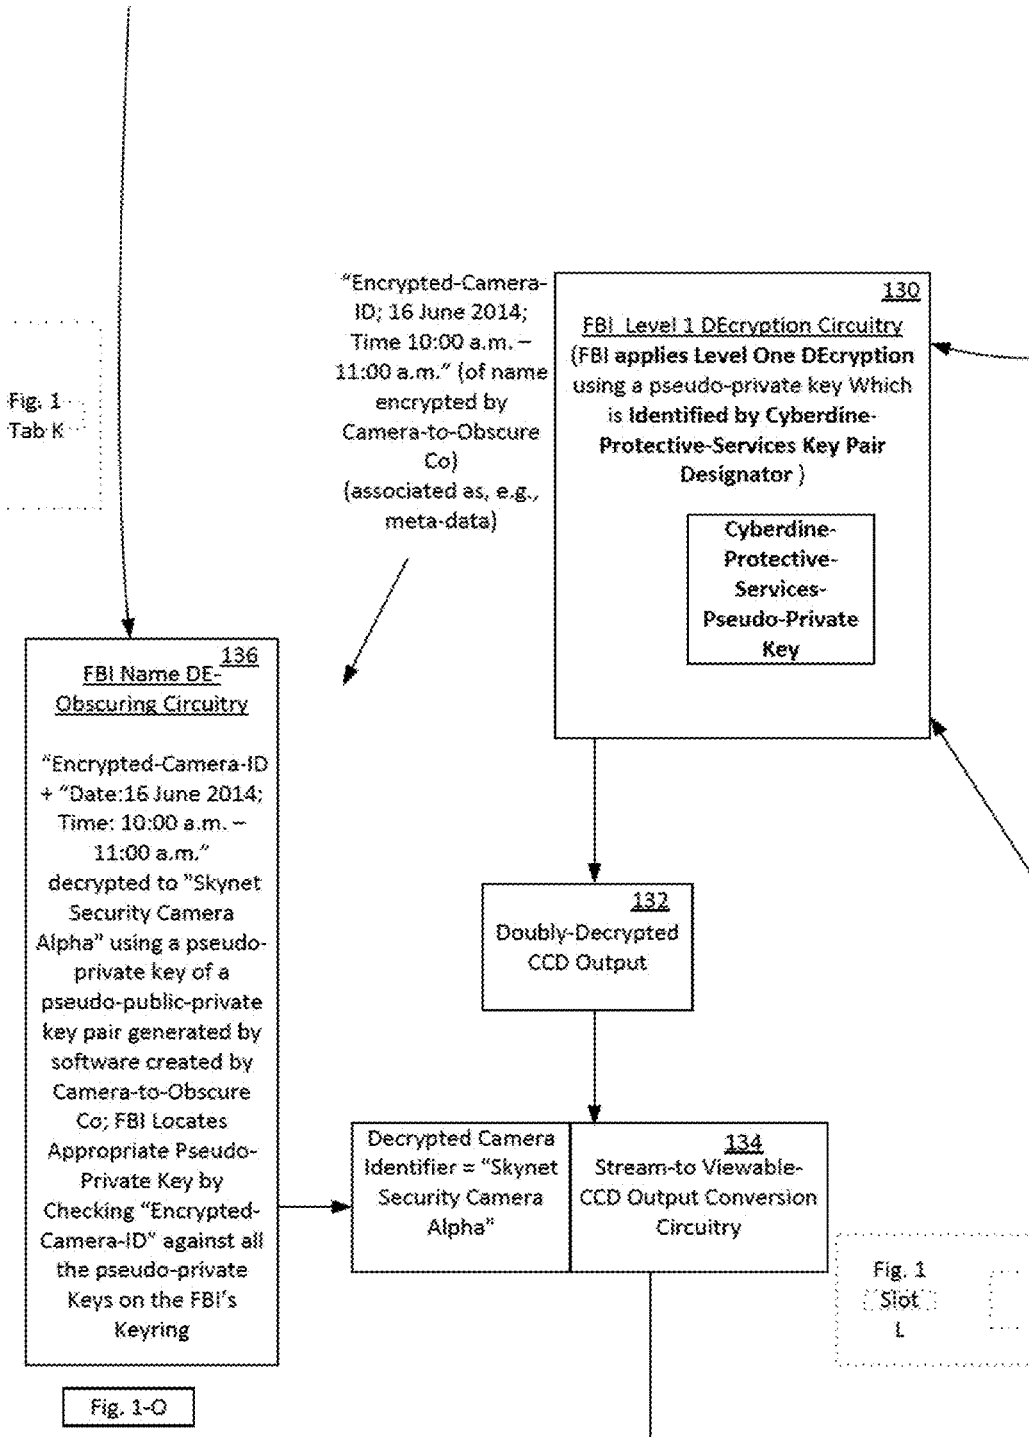 "Encrypted-Camera-
ID; 16 June 2014;
Time 10:00 a.m. –
11:00 a.m." (of name
encrypted by
Camera-to-Obscure
Co)
(associated as, e.g.,
meta-data)
130
FBI Level 1 DEcryption Circuitry
(FBI applies Level One DEcryption
using a pseudo-private key Which
is Identified by Cyberdine-
Protective-Services Key Pair
Designator )
Cyberdine-
Protective-
Services-
Pseudo-Private
Key
Fig. 1
Tab K
136
FBI Name DE-
Obscuring Circuitry
"Encrypted-Camera-ID
+ "Date:16 June 2014;
Time: 10:00 a.m. –
11:00 a.m."
decrypted to "Skynet
Security Camera
Alpha" using a pseudo-
private key of a
pseudo-public-private
key pair generated by
software created by
Camera-to-Obscure
Co; FBI Locates
Appropriate Pseudo-
Private Key by
Checking "Encrypted-
Camera-ID" against all
the pseudo-private
Keys on the FBI's
Keyring
132
Doubly-Decrypted
CCD Output
Decrypted Camera
Identifier = "Skynet
Security Camera
Alpha"
134
Stream-to Viewable-
CCD Output Conversion
Circuitry
Fig. 1
Slot
L
Fig. 1-O